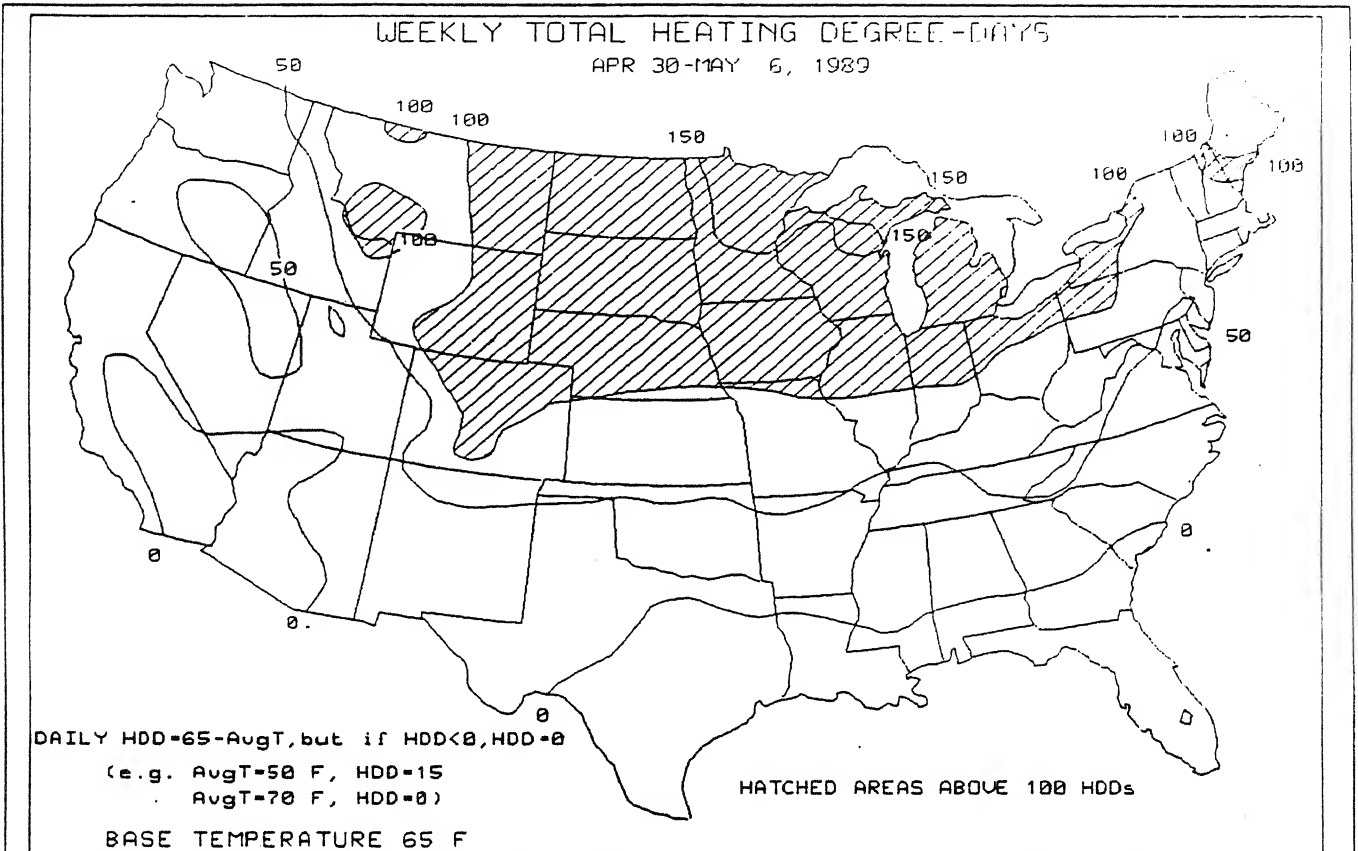 WEEKLY TOTAL HEATING DEGREE-DAYS
APR 30-MAY 6, 1989
50
100
100
150
100
100
150
100
150
100
50
50
0
0
0.
0
DAILY HDD=65-AvgT,but if HDD<0,HDD=0
(e.g. AvgT=50 F, HDD=15
AvgT=70 F, HDD=0)
HATCHED AREAS ABOVE 100 HDDs
BASE TEMPERATURE 65 F